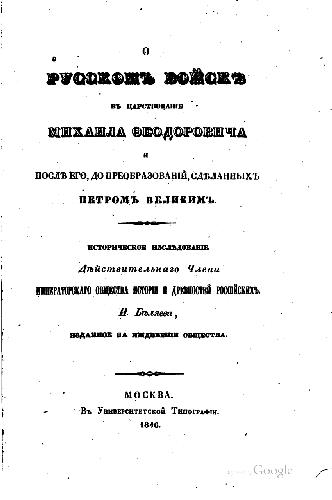 О
РУССКОМЪ ВОЙСКѢ
ВЪ ЦАРСТВОВАНІЕ
МИХАИЛА ѲЕОДОРОВИЧА
И
ПОСЛѢ ЕГО, ДО ПРЕОБРАЗОВАНІЙ, СДѢЛАННЫХЪ
ПЕТРОМЪ ВЕЛИКИМЪ.
ИСТОРИЧЕСКОЕ ИЗСЛѢДОВАНІЕ
Дѣйствительнаго Члена
ИМПЕРАТОРСКАГО ОБЩЕСТВА ИСТОРІИ И ДРЕВНОСТЕЙ РОССІЙСКИХЪ
И. Бѣляева,
ИЗДАННОЕ НА ИЖДИВЕНІИ ОБЩЕСТВА.
МОСКВА.
Въ Университетской Типографіи.
1846.
Google